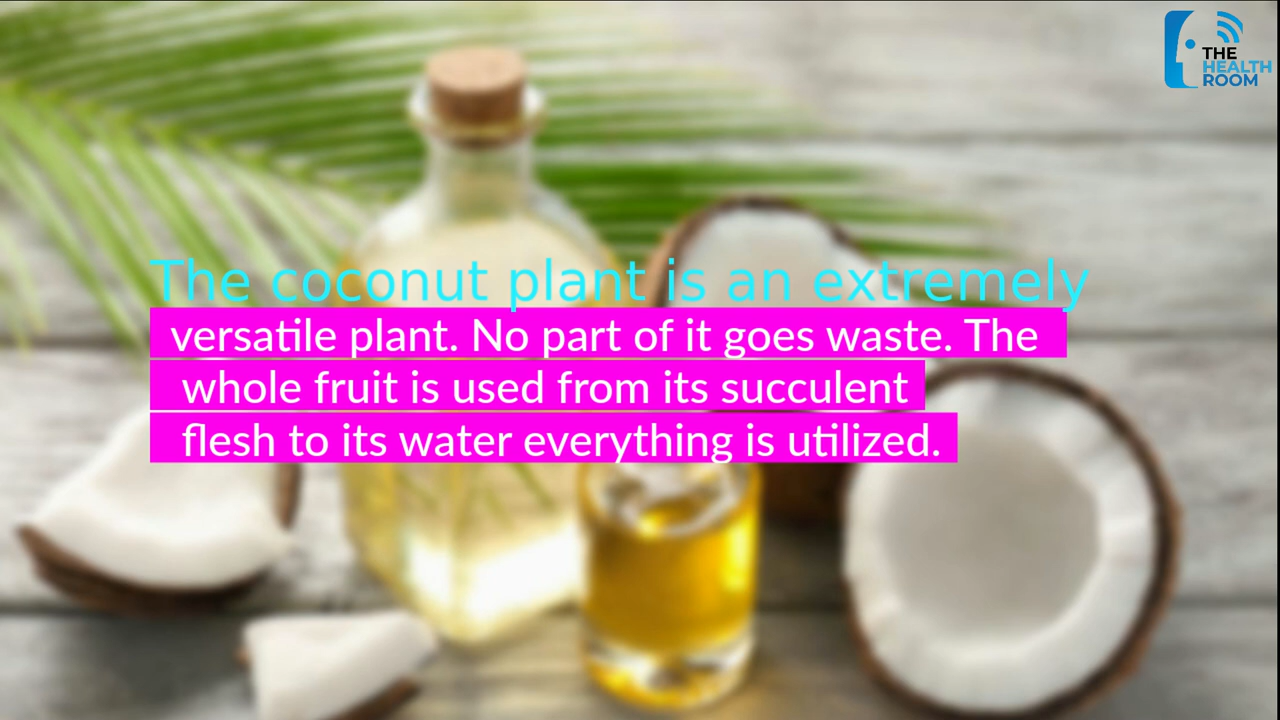 THE
HEALTH
ROOM
The coconut plant is an extremely
versatile plant. No part of it goes waste. The
whole fruit is used from its succulent
flesh to its water everything is utilized.